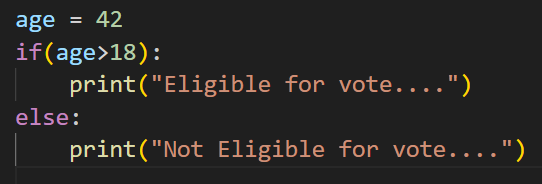 age = 42
if(age>18):
    print("Eligible for vote....")
else:
    print("Not Eligible for vote....")